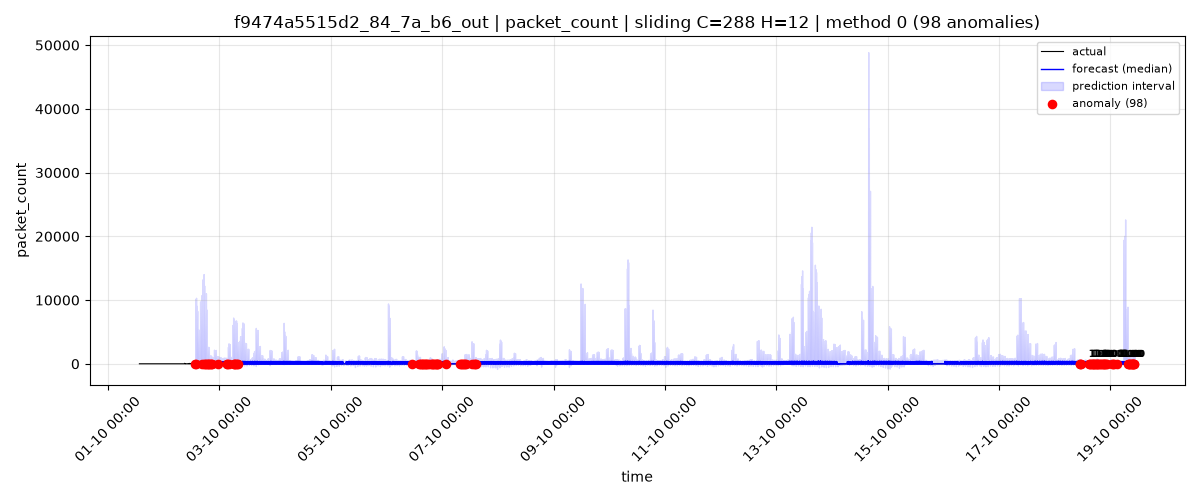 f9474a5515d2_84_7a_b6_out | packet_count | sliding C=288 H=12 | method 0 (98 anomalies)
50000
40000
30000
20000
10000
0
packet_count
actual
forecast (median)
prediction interval
anomaly (98)
01-10 00:00
03-10 00:00
05-10 00:00
07-10 00:00
09-10 00:00
11-10 00:00
13-10 00:00
15-10 00:00
17-10 00:00
19-10 00:00
time